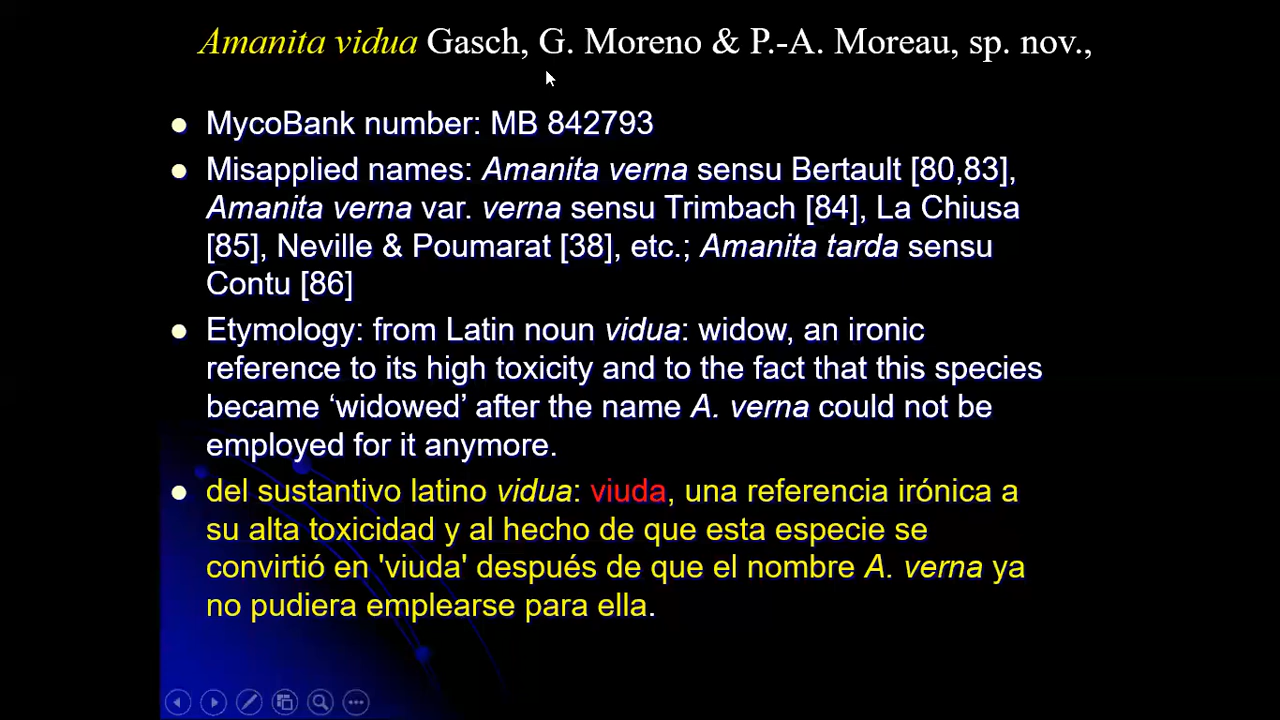 Amanita vidua Gasch, G. Moreno & P.-A. Moreau, sp. nov.,
● MycoBank number: MB 842793
● Misapplied names: Amanita verna sensu Bertault [80,83],
Amanita verna var. verna sensu Trimbach [84], La Chiusa
[85], Neville & Poumarat [38], etc.; Amanita tarda sensu
Contu [86]
● Etymology: from Latin noun vidua: widow, an ironic
reference to its high toxicity and to the fact that this species
became ‘widowed’ after the name A. verna could not be
employed for it anymore.
● del sustantivo latino vidua: viuda, una referencia irónica a
su alta toxicidad y al hecho de que esta especie se
convirtió en 'viuda' después de que el nombre A. verna ya
no pudiera emplearse para ella.